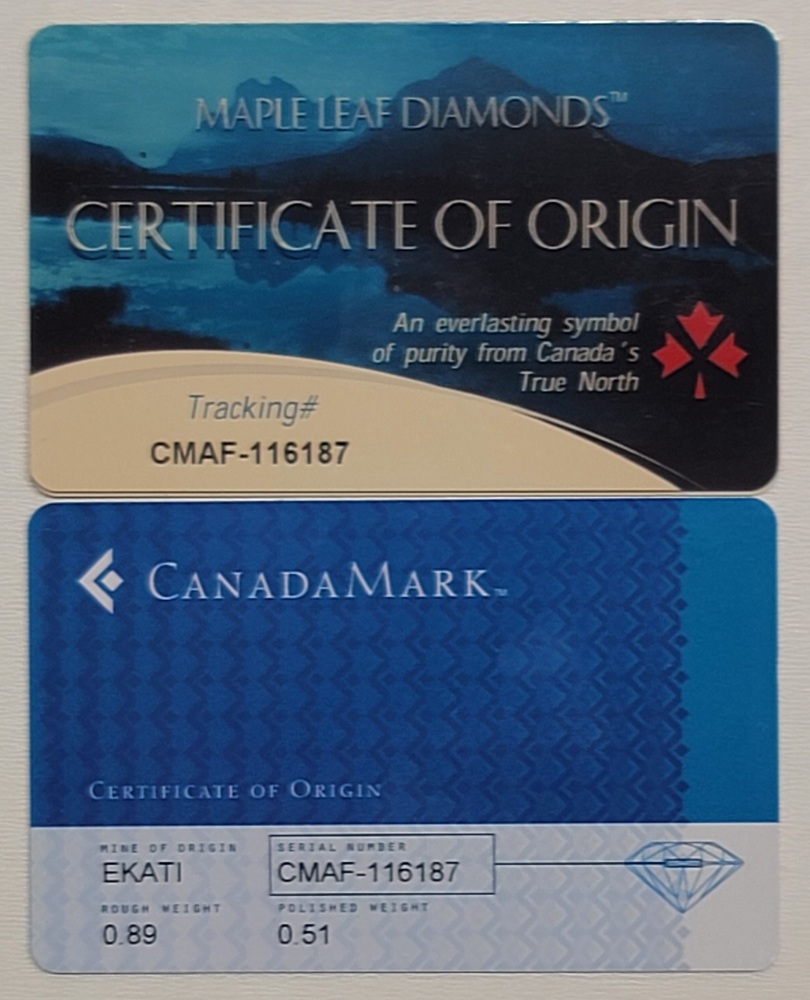 MAPLE LEAF DIAMONDS™
CERTIFICATE OF ORIGIN
An everlasting symbol
of purity from Canada's
True North
Tracking#
CMAF-116187
CANADAMARK™
CERTIFICATE OF ORIGIN
MINE OF ORIGIN
EKATI
SERIAL NUMBER
CMAF-116187
ROUGH WEIGHT
0.89
POLISHED WEIGHT
0.51